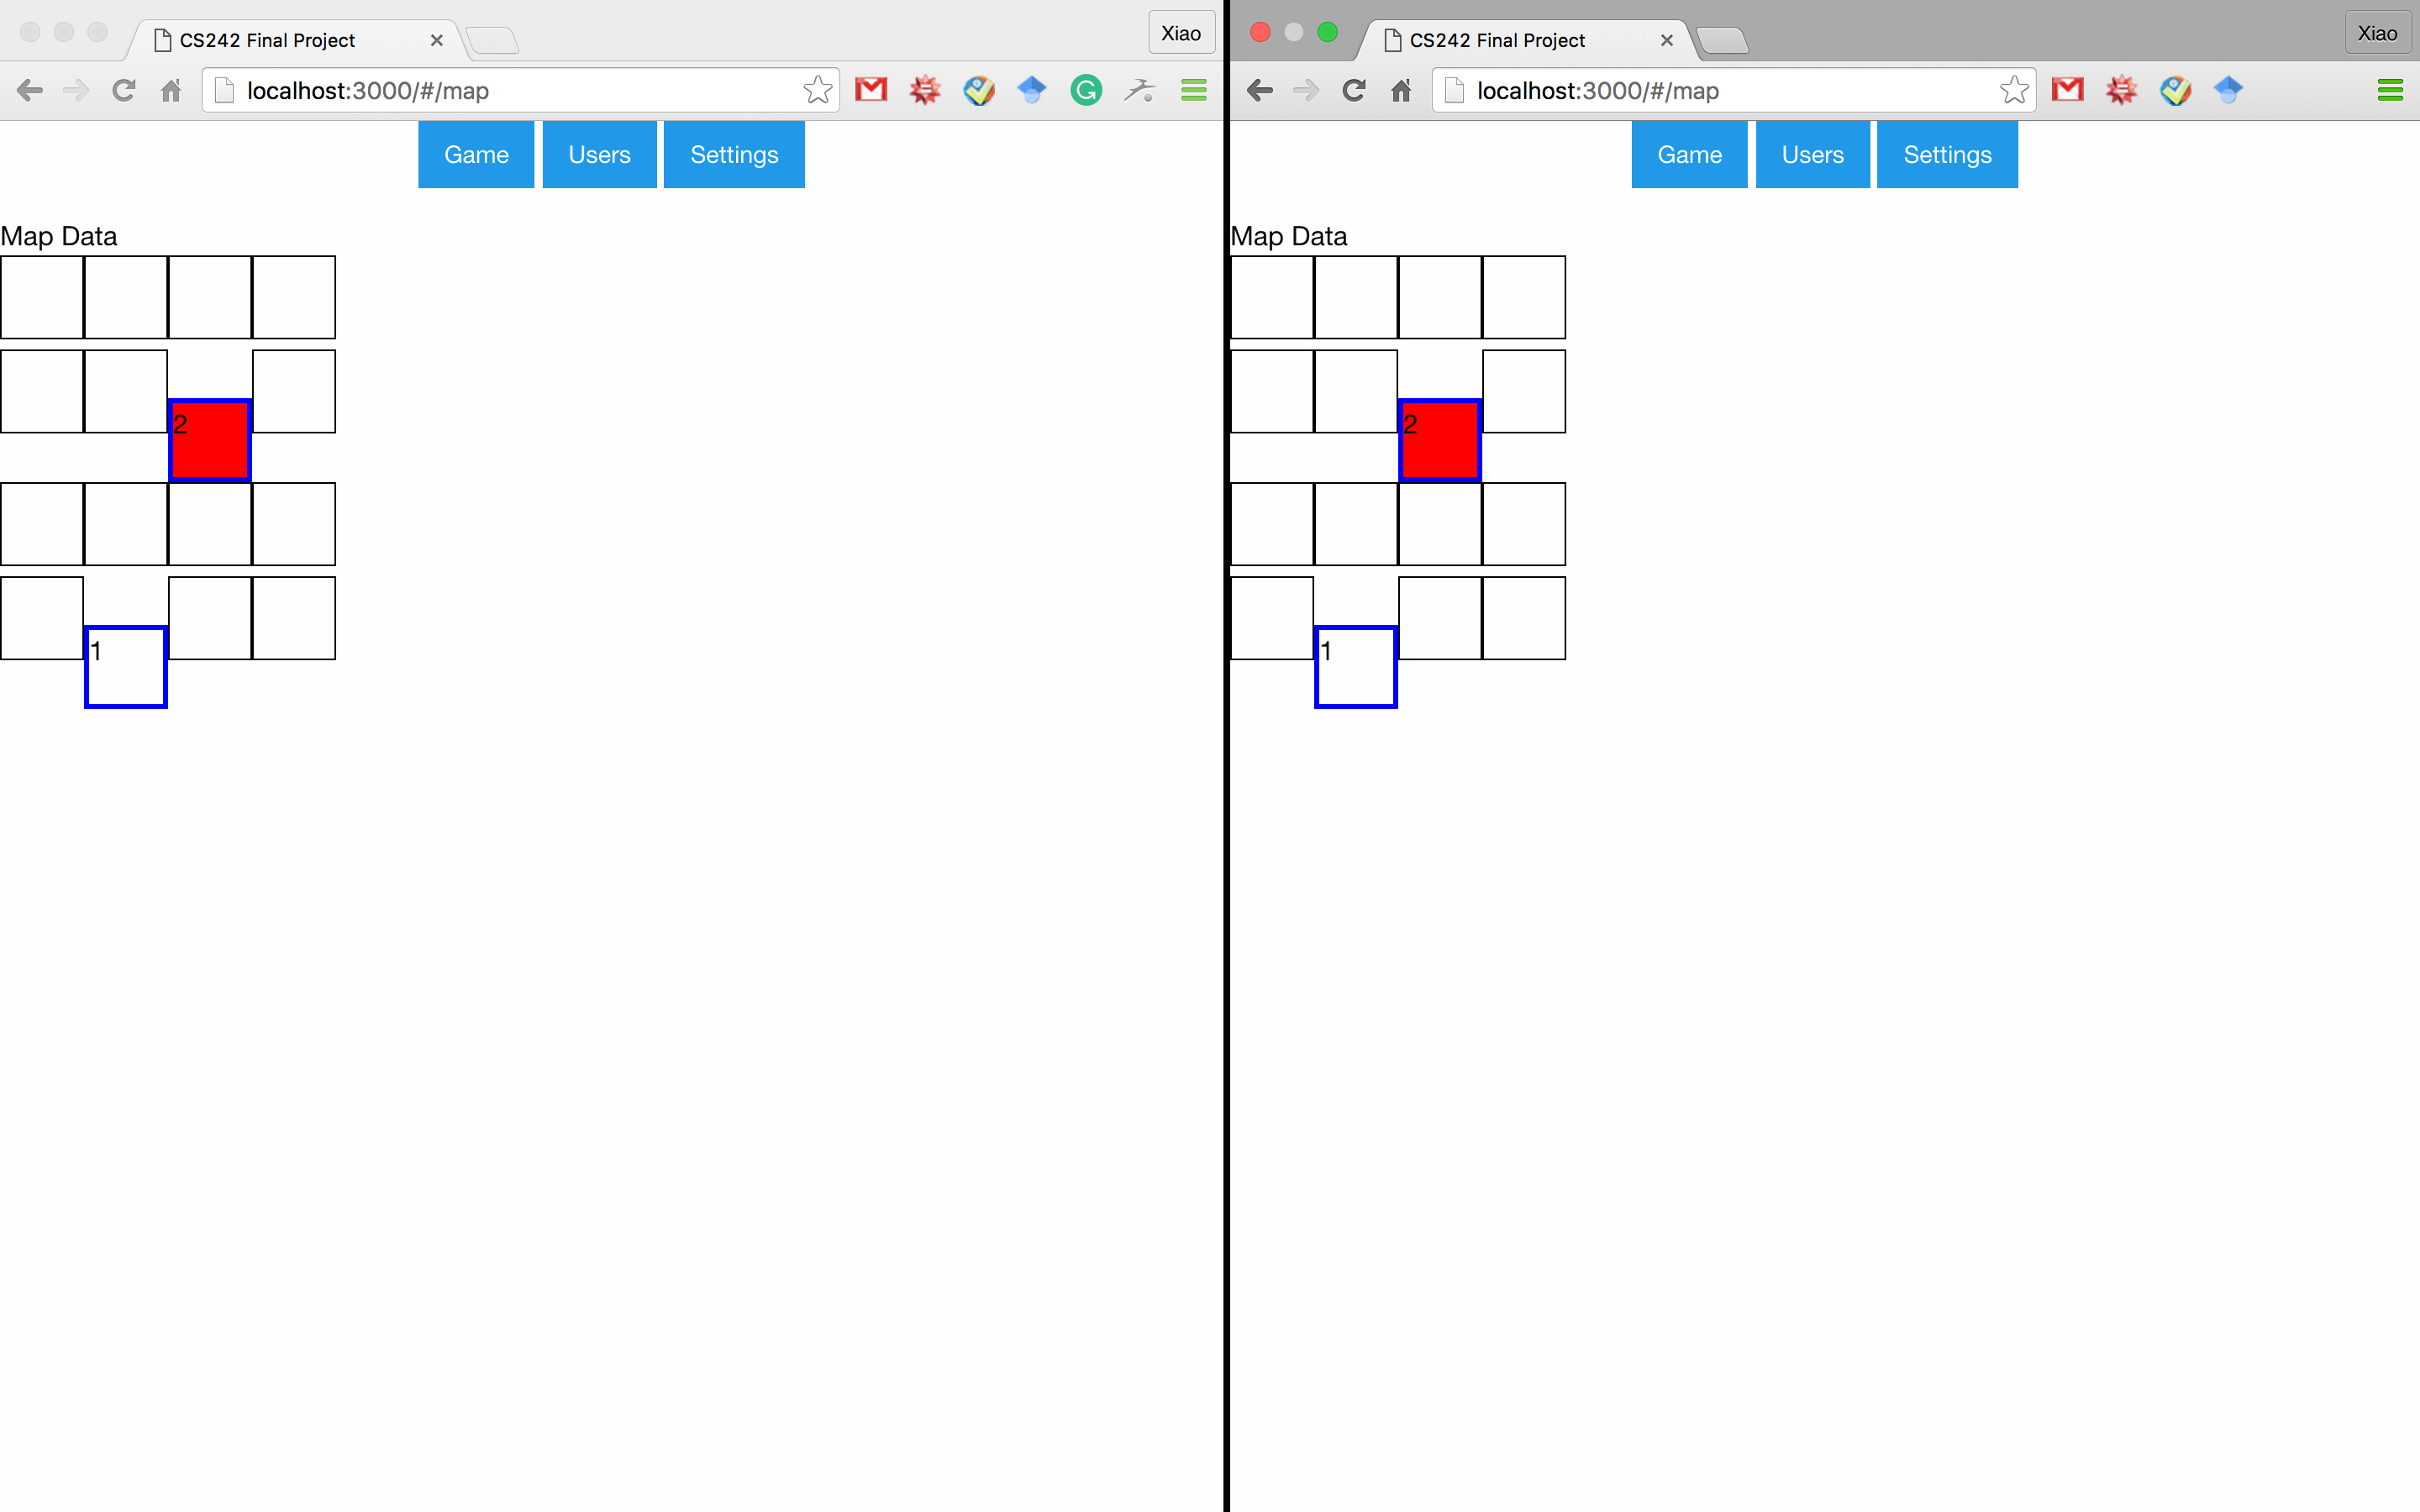 CS242 Final Project
Xiao
localhost:3000/#/map
Game Users Settings
Map Data
2
1
CS242 Final Project
Xiao
localhost:3000/#/map
Game Users Settings
Map Data
2
1